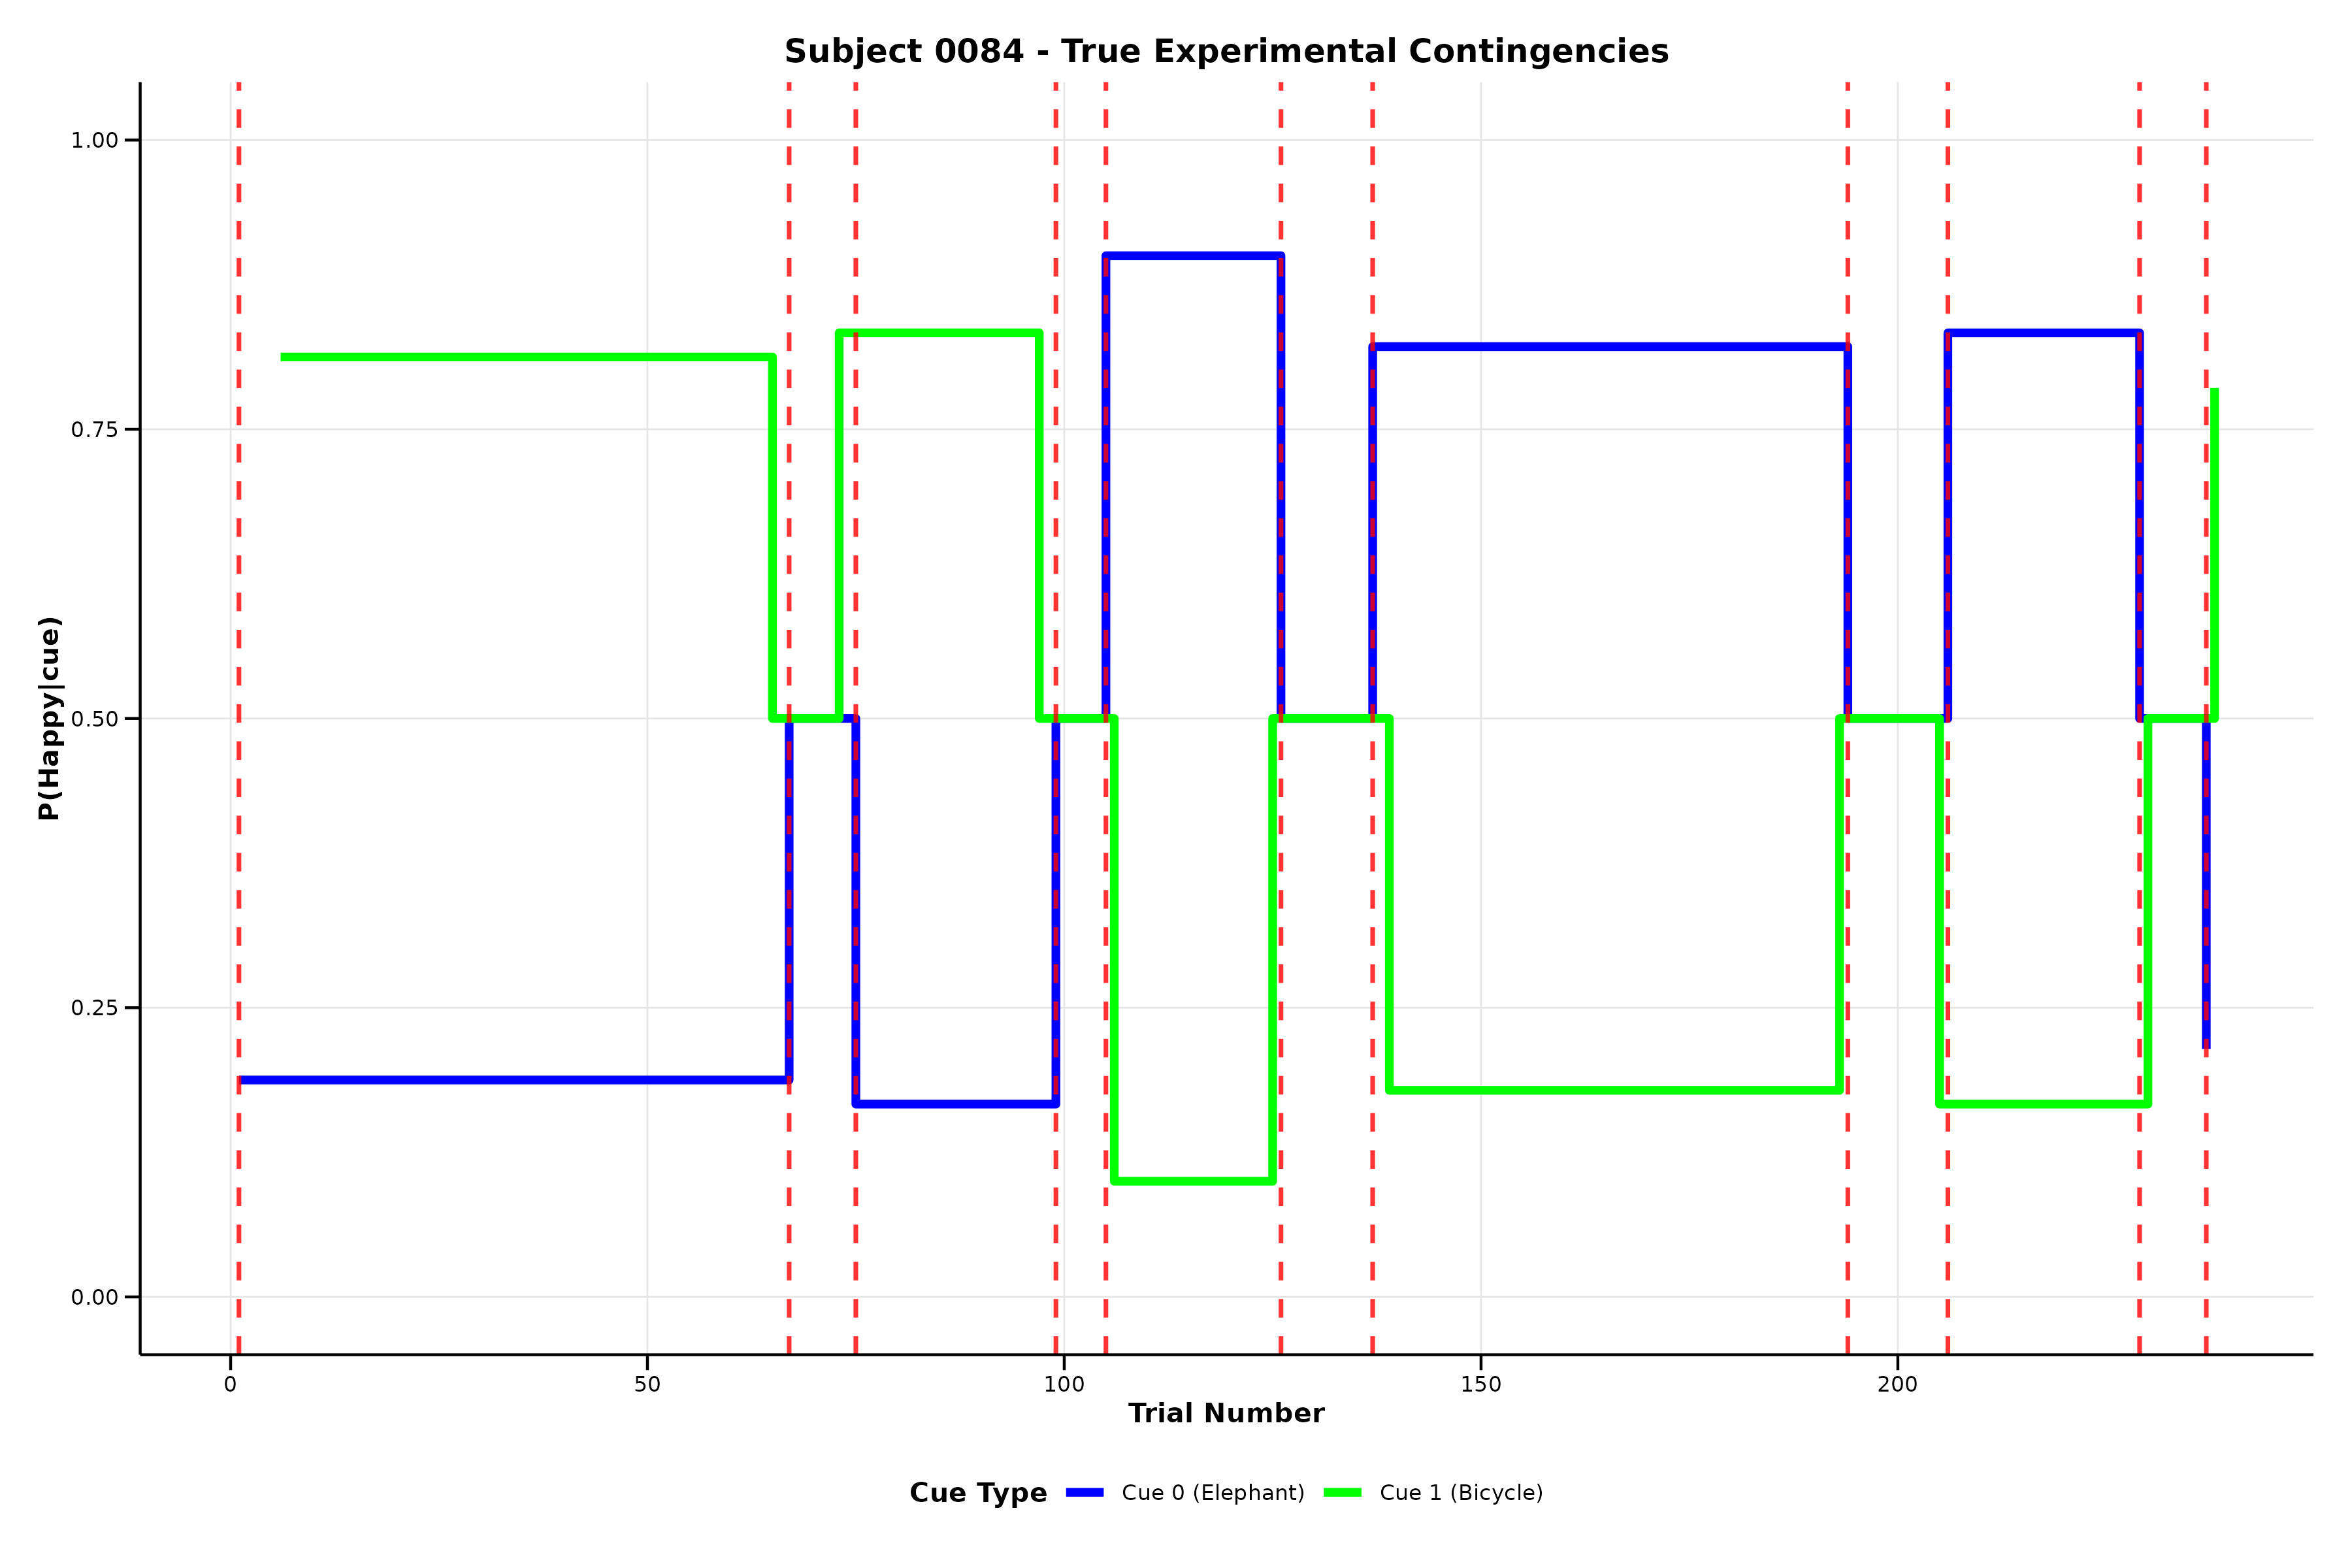 Subject 0084 - True Experimental Contingencies
P(Happy|cue)
1.00
0.75
0.50
0.25
0.00
0 50 100 150 200
Trial Number
Cue Type Cue 0 (Elephant) Cue 1 (Bicycle)